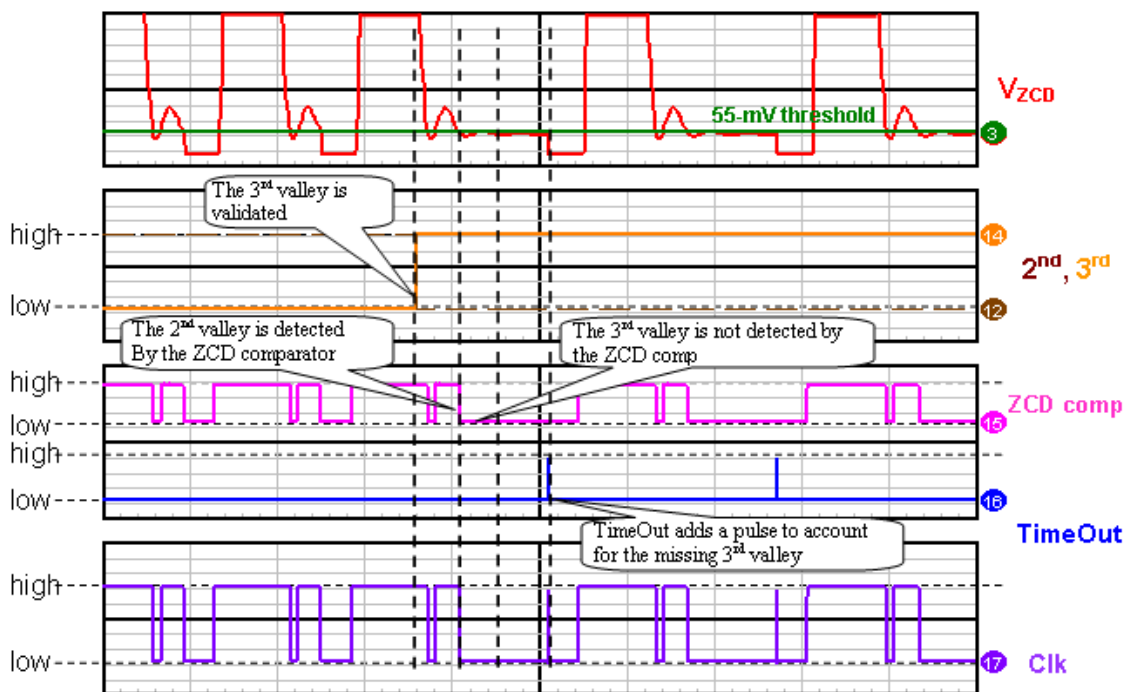 V_ZCD
55-mV threshold
3
The 3rd valley is
validated
high
14
2nd, 3rd
low
12
The 2nd valley is detected
By the ZCD comparator
The 3rd valley is not detected by
the ZCD comp
high
ZCD comp
low
15
high
low
16
TimeOut
TimeOut adds a pulse to account
for the missing 3rd valley
high
low
17
Clk